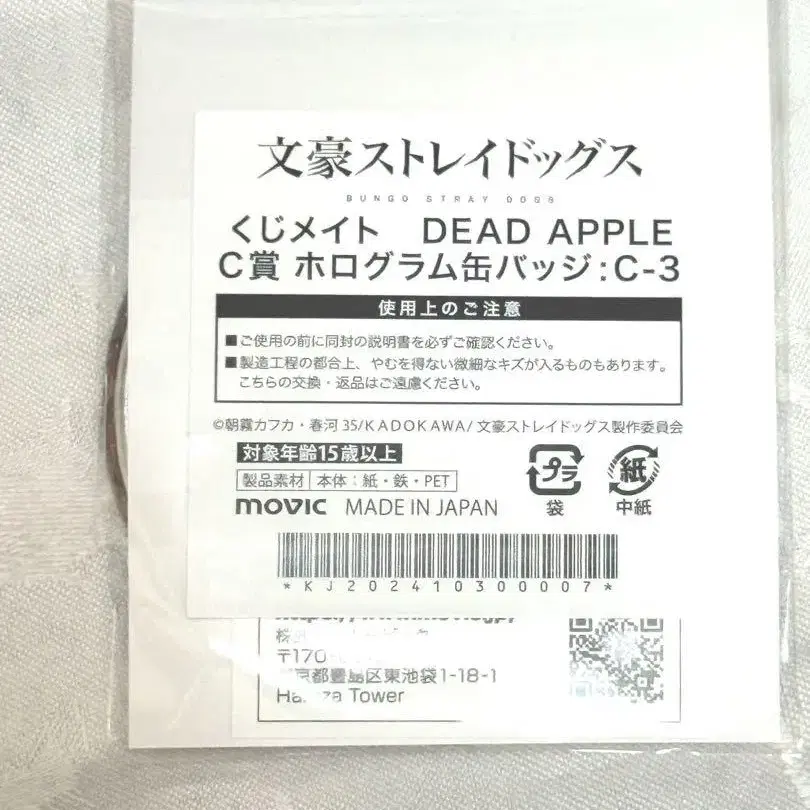 文豪ストレイドッグス
BUNGO STRAY DOGS
くじメイト DEAD APPLE
C賞 ホログラム缶バッジ:C-3
使用上のご注意
■ご使用の前に同封の説明書を必ずご確認ください。
■製造工程の都合上、やむを得ない微細なキズが入るものもあります。
こちらの交換・返品はご遠慮ください。
©朝霧カフカ・春河35/KADOKAWA/文豪ストレイドッグス製作委員会
対象年齢15歳以上
製品素材 本体:紙・鉄・PET
movic MADE IN JAPAN
プラ
袋
紙
中紙
*KJ202410300007*
〒170-
京都豊島区東池袋1-18-1
Tower